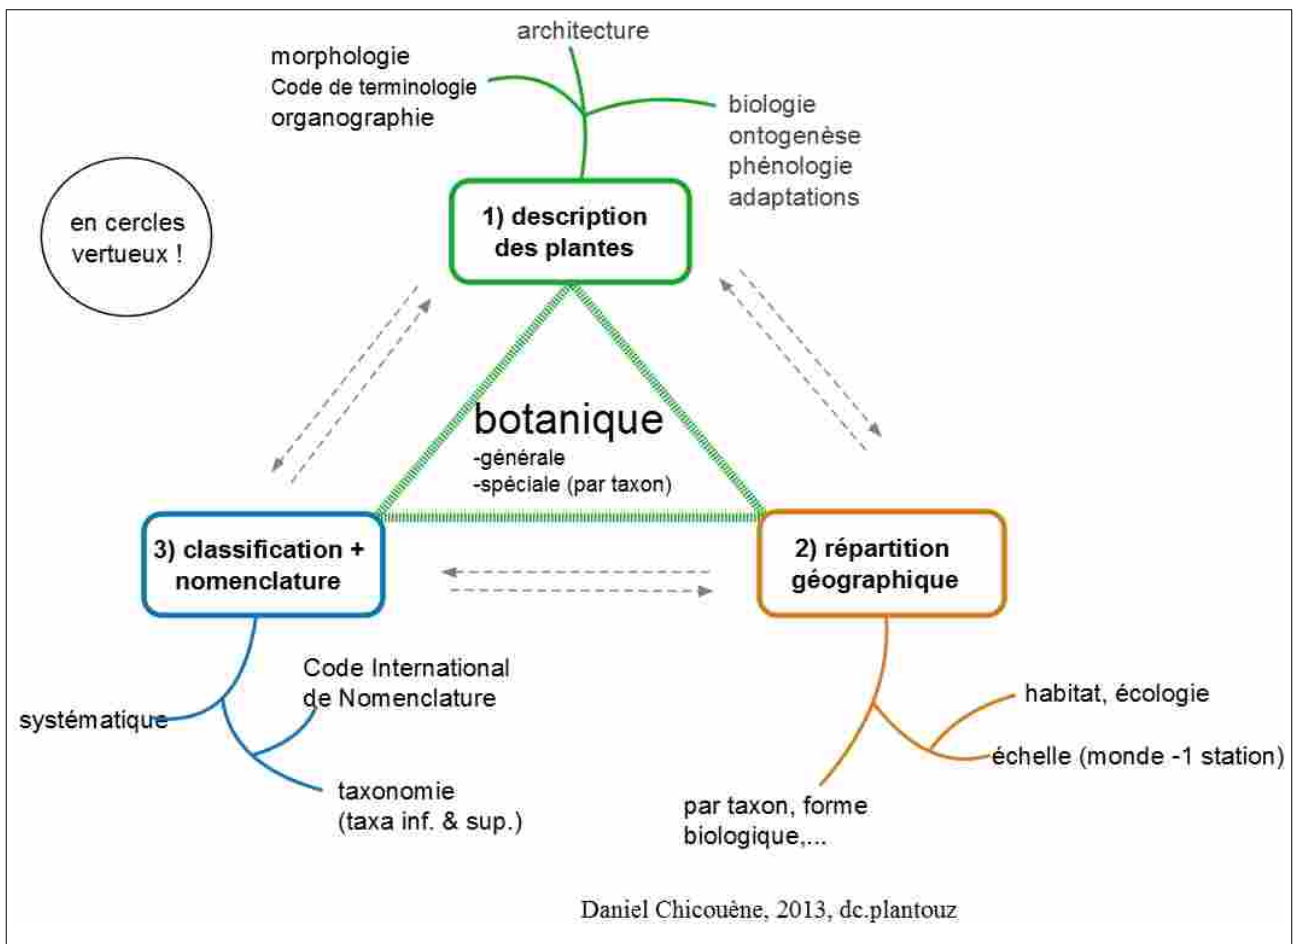 architecture
morphologie
Code de terminologie
organographie
biologie
ontogenèse
phénologie
adaptations
en cercles
vertueux !
1) description
des plantes
botanique
-générale
-spéciale (par taxon)
3) classification +
nomenclature
2) répartition
géographique
Code International
de Nomenclature
systématique
taxonomie
(taxa inf. & sup.)
habitat, écologie
échelle (monde -1 station)
par taxon, forme
biologique,...
Daniel Chicouène, 2013, dc.plantouz